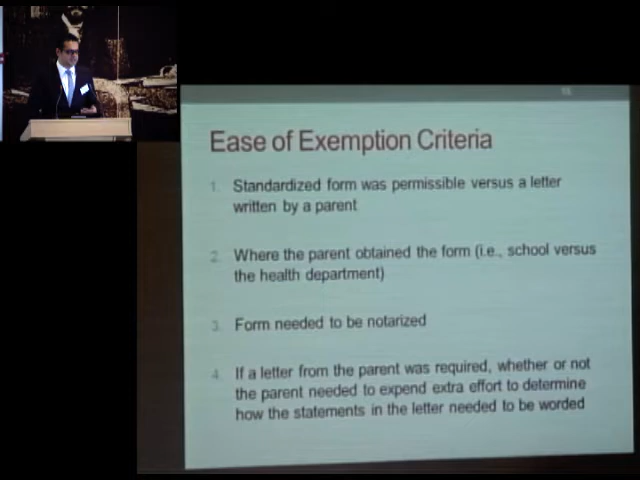 Ease of Exemption Criteria
1. Standardized form was permissible versus a letter
written by a parent
2. Where the parent obtained the form (i.e., school versus
the health department)
3. Form needed to be notarized
4. If a letter from the parent was required, whether or not
the parent needed to expend extra effort to determine
how the statements in the letter needed to be worded